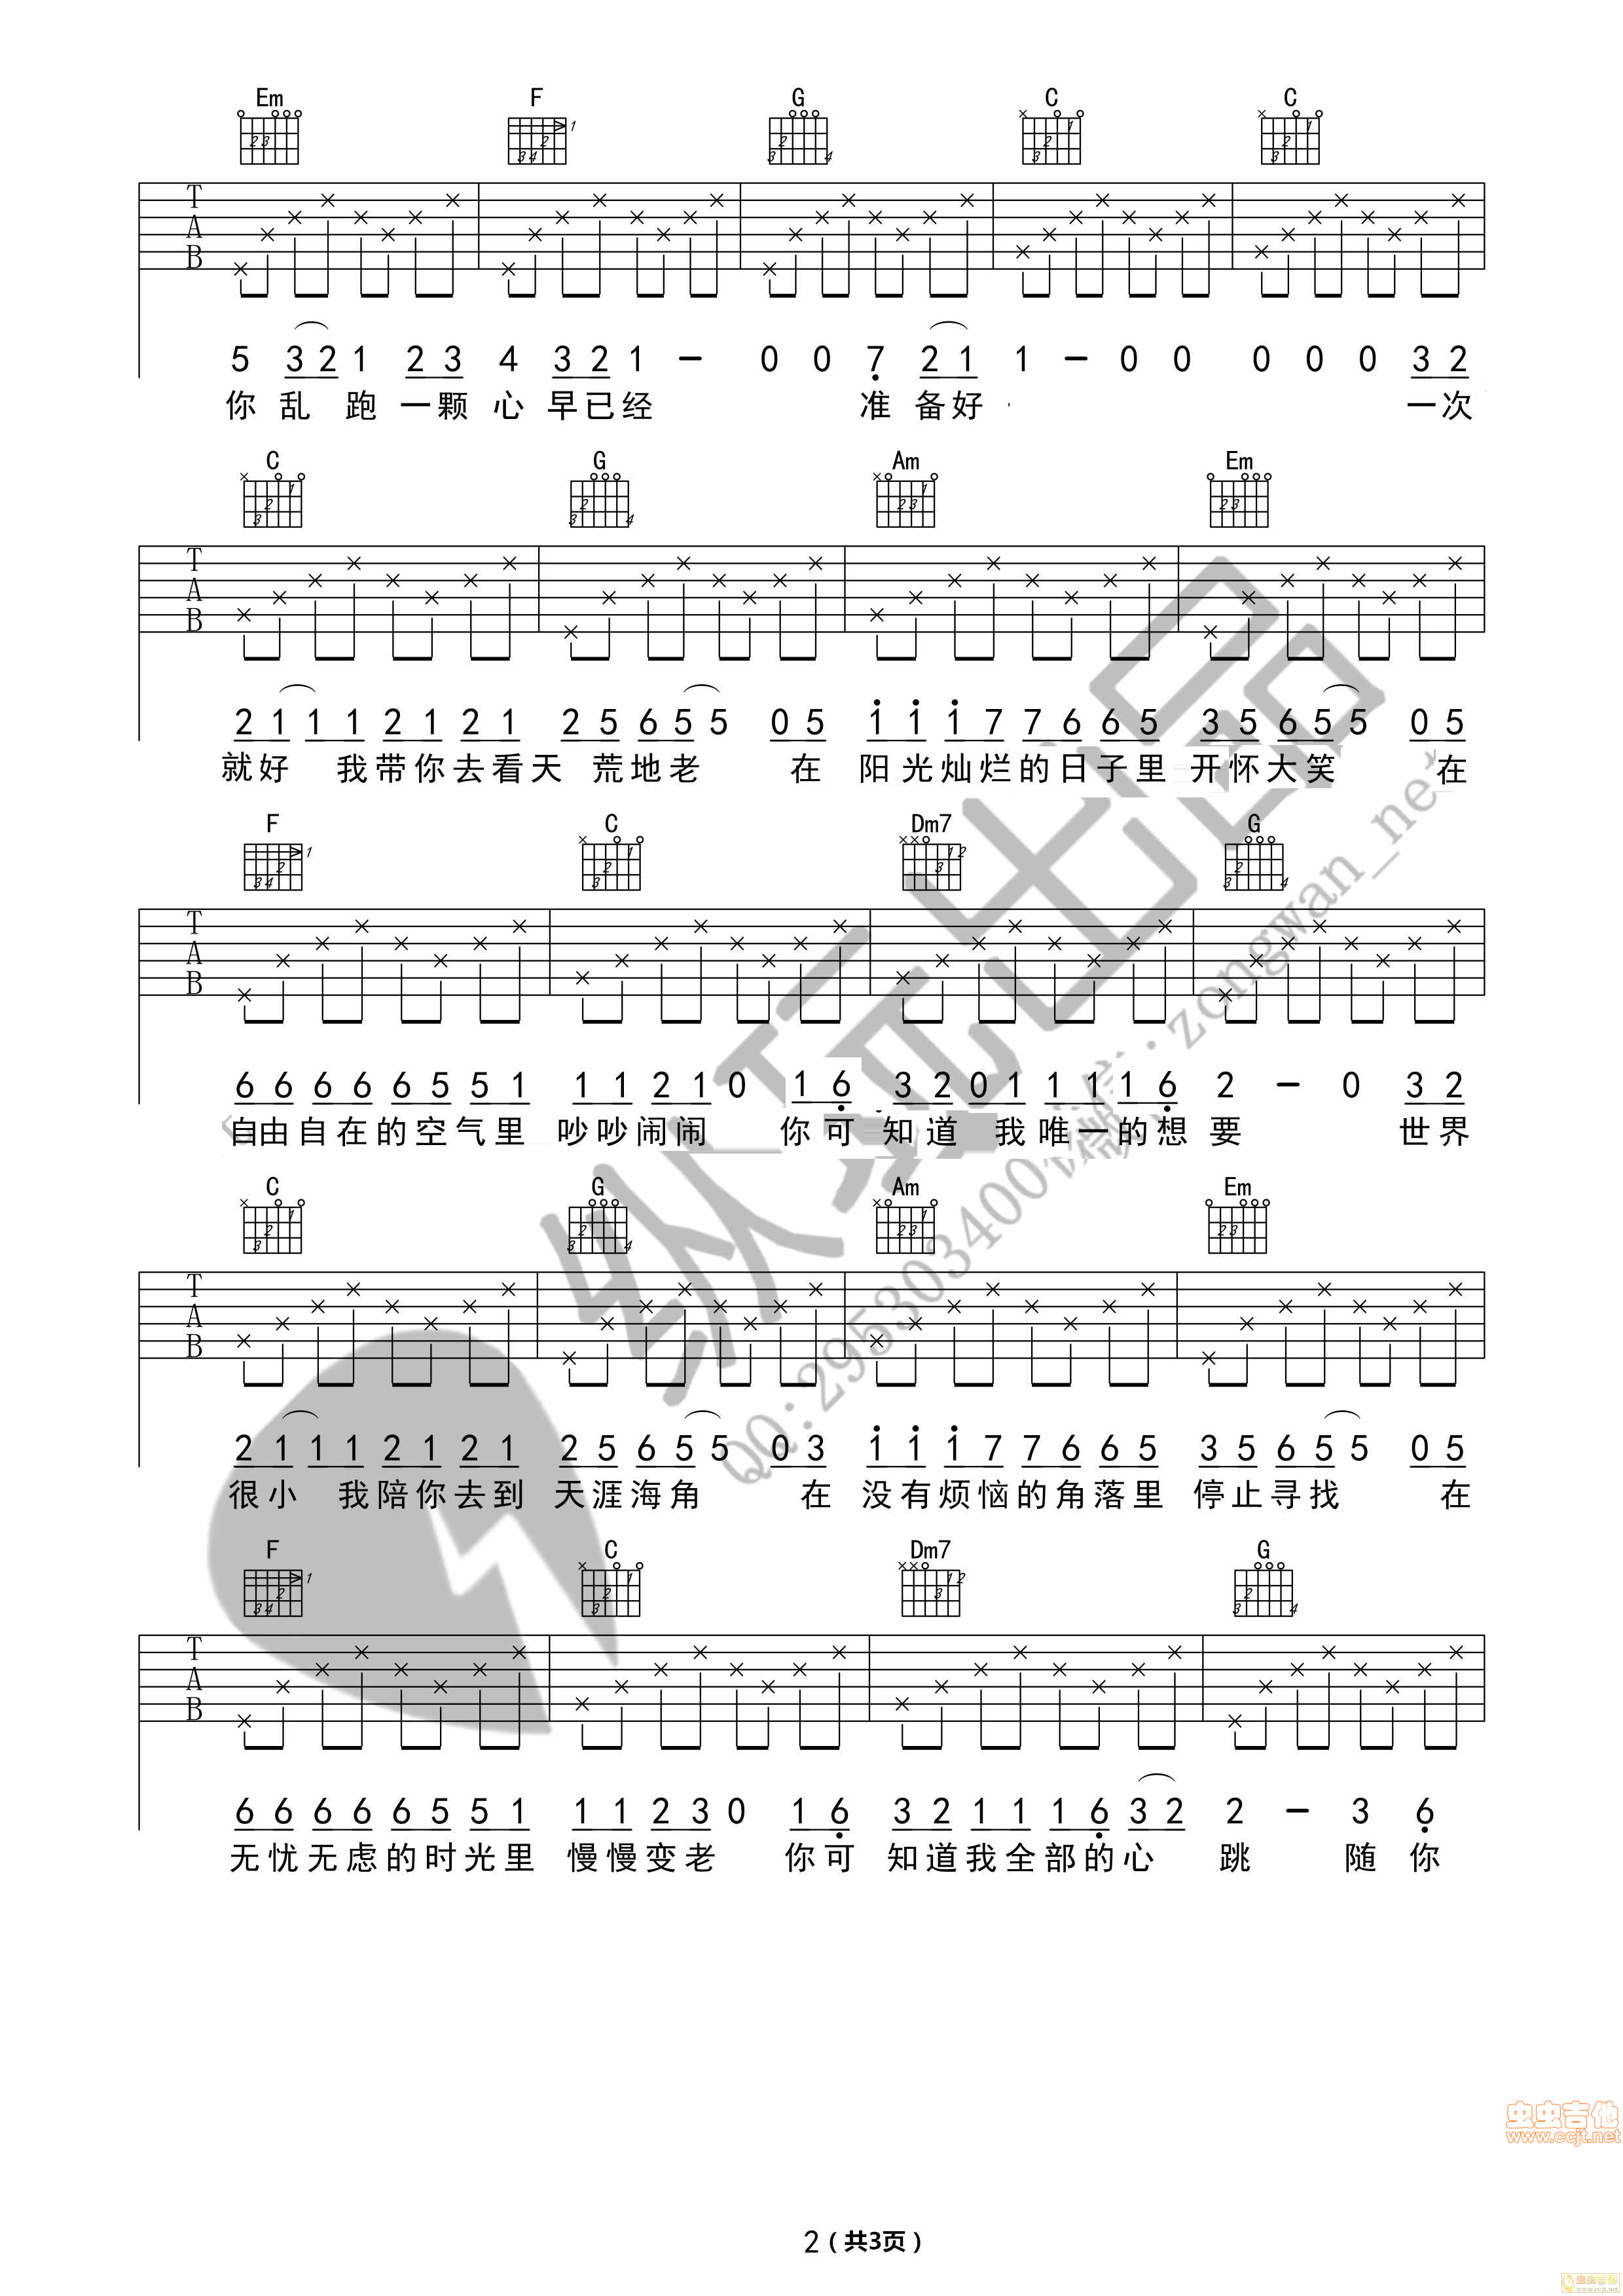 Em F G C C
T A B
5 3 2 1 2 3 4 3 2 1 – 0 0 7 2 1 1 – 0 0 0 0 0 3 2
你 乱 跑 一 颗 心 早 已 经 准 备 好 一 次
C G Am Em
T A B
2 1 1 1 2 1 2 1 2 5 6 5 5 0 5 1 1 1 7 7 6 6 5 3 5 6 5 5 0 5
就 好 我 带 你 去 看 天 荒 地 老 在 阳 光 灿 烂 的 日 子 里 开 怀 大 笑 在
F C Dm7 G
T A B
6 6 6 6 6 5 5 1 1 1 2 1 0 1 6 3 2 0 1 1 1 1 6 2 – 0 3 2
自 由 自 在 的 空 气 里 吵 吵 闹 闹 你 可 知 道 我 唯 一 的 想 要 世 界
C G Am Em
T A B
2 1 1 1 2 1 2 1 2 5 6 5 5 0 3 1 1 1 7 7 6 6 5 3 5 6 5 5 0 5
很 小 我 陪 你 去 到 天 涯 海 角 在 没 有 烦 恼 的 角 落 里 停 止 寻 找 在
F C Dm7 G
T A B
6 6 6 6 6 5 5 1 1 1 2 3 0 1 6 3 2 1 1 1 6 3 2 2 – 3 6
无 忧 无 虑 的 时 光 里 慢 慢 变 老 你 可 知 道 我 全 部 的 心 跳 随 你
纵玩出品
QQ:295303400
:zongwan_net
虫虫吉他
www.ccjt.net
2（共3页）